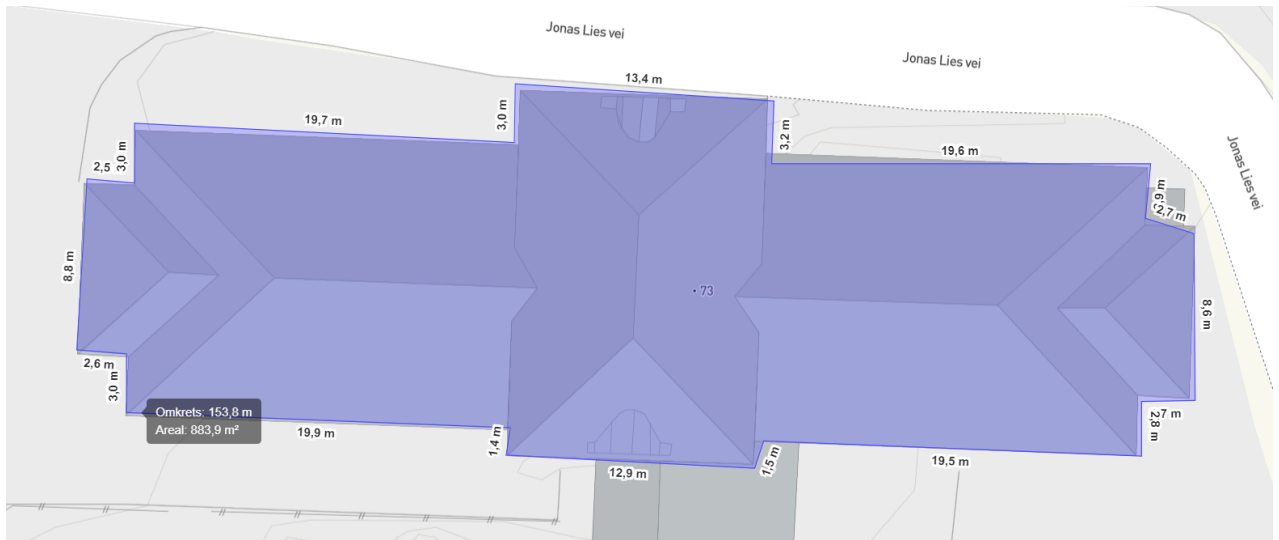 Jonas Lies vei
Jonas Lies vei
13,4 m
3,0 m
19,7 m
3,2 m
19,6 m
Jonas Lies vei
2,5
3,0 m
2,7 m
8,8 m
73
8,6 m
2,6 m
3,0 m
Omkrets: 153,8 m
Areal: 883,9 m²
19,9 m
1,4 m
12,9 m
1,5 m
19,5 m
2,8 m